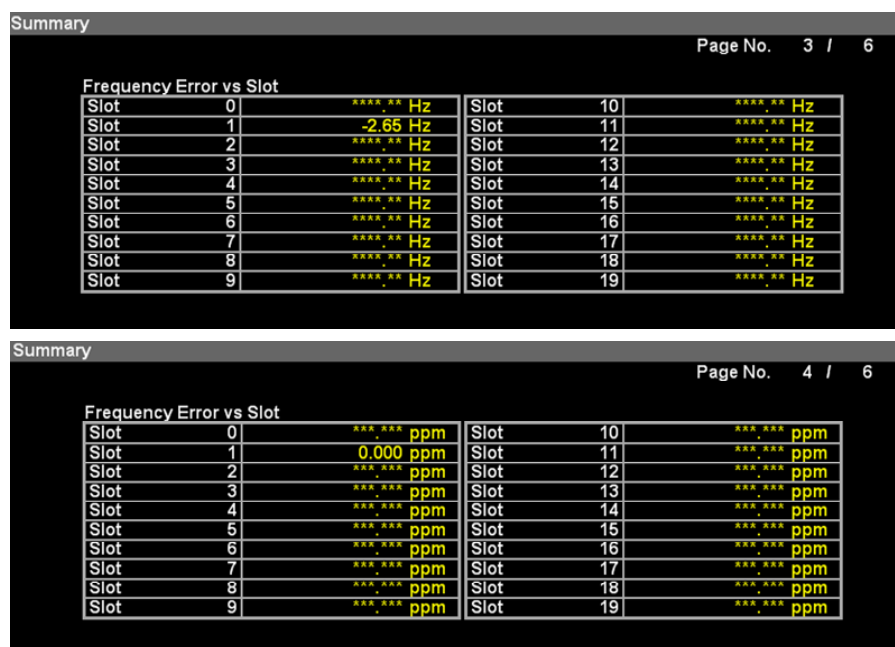 Summary
Page No. 3 / 6
Frequency Error vs Slot
Slot 0 ****.** Hz Slot 10 ****.** Hz
Slot 1 -2.65 Hz Slot 11 ****.** Hz
Slot 2 ****.** Hz Slot 12 ****.** Hz
Slot 3 ****.** Hz Slot 13 ****.** Hz
Slot 4 ****.** Hz Slot 14 ****.** Hz
Slot 5 ****.** Hz Slot 15 ****.** Hz
Slot 6 ****.** Hz Slot 16 ****.** Hz
Slot 7 ****.** Hz Slot 17 ****.** Hz
Slot 8 ****.** Hz Slot 18 ****.** Hz
Slot 9 ****.** Hz Slot 19 ****.** Hz
Summary
Page No. 4 / 6
Frequency Error vs Slot
Slot 0 ***.*** ppm Slot 10 ***.*** ppm
Slot 1 0.000 ppm Slot 11 ***.*** ppm
Slot 2 ***.*** ppm Slot 12 ***.*** ppm
Slot 3 ***.*** ppm Slot 13 ***.*** ppm
Slot 4 ***.*** ppm Slot 14 ***.*** ppm
Slot 5 ***.*** ppm Slot 15 ***.*** ppm
Slot 6 ***.*** ppm Slot 16 ***.*** ppm
Slot 7 ***.*** ppm Slot 17 ***.*** ppm
Slot 8 ***.*** ppm Slot 18 ***.*** ppm
Slot 9 ***.*** ppm Slot 19 ***.*** ppm